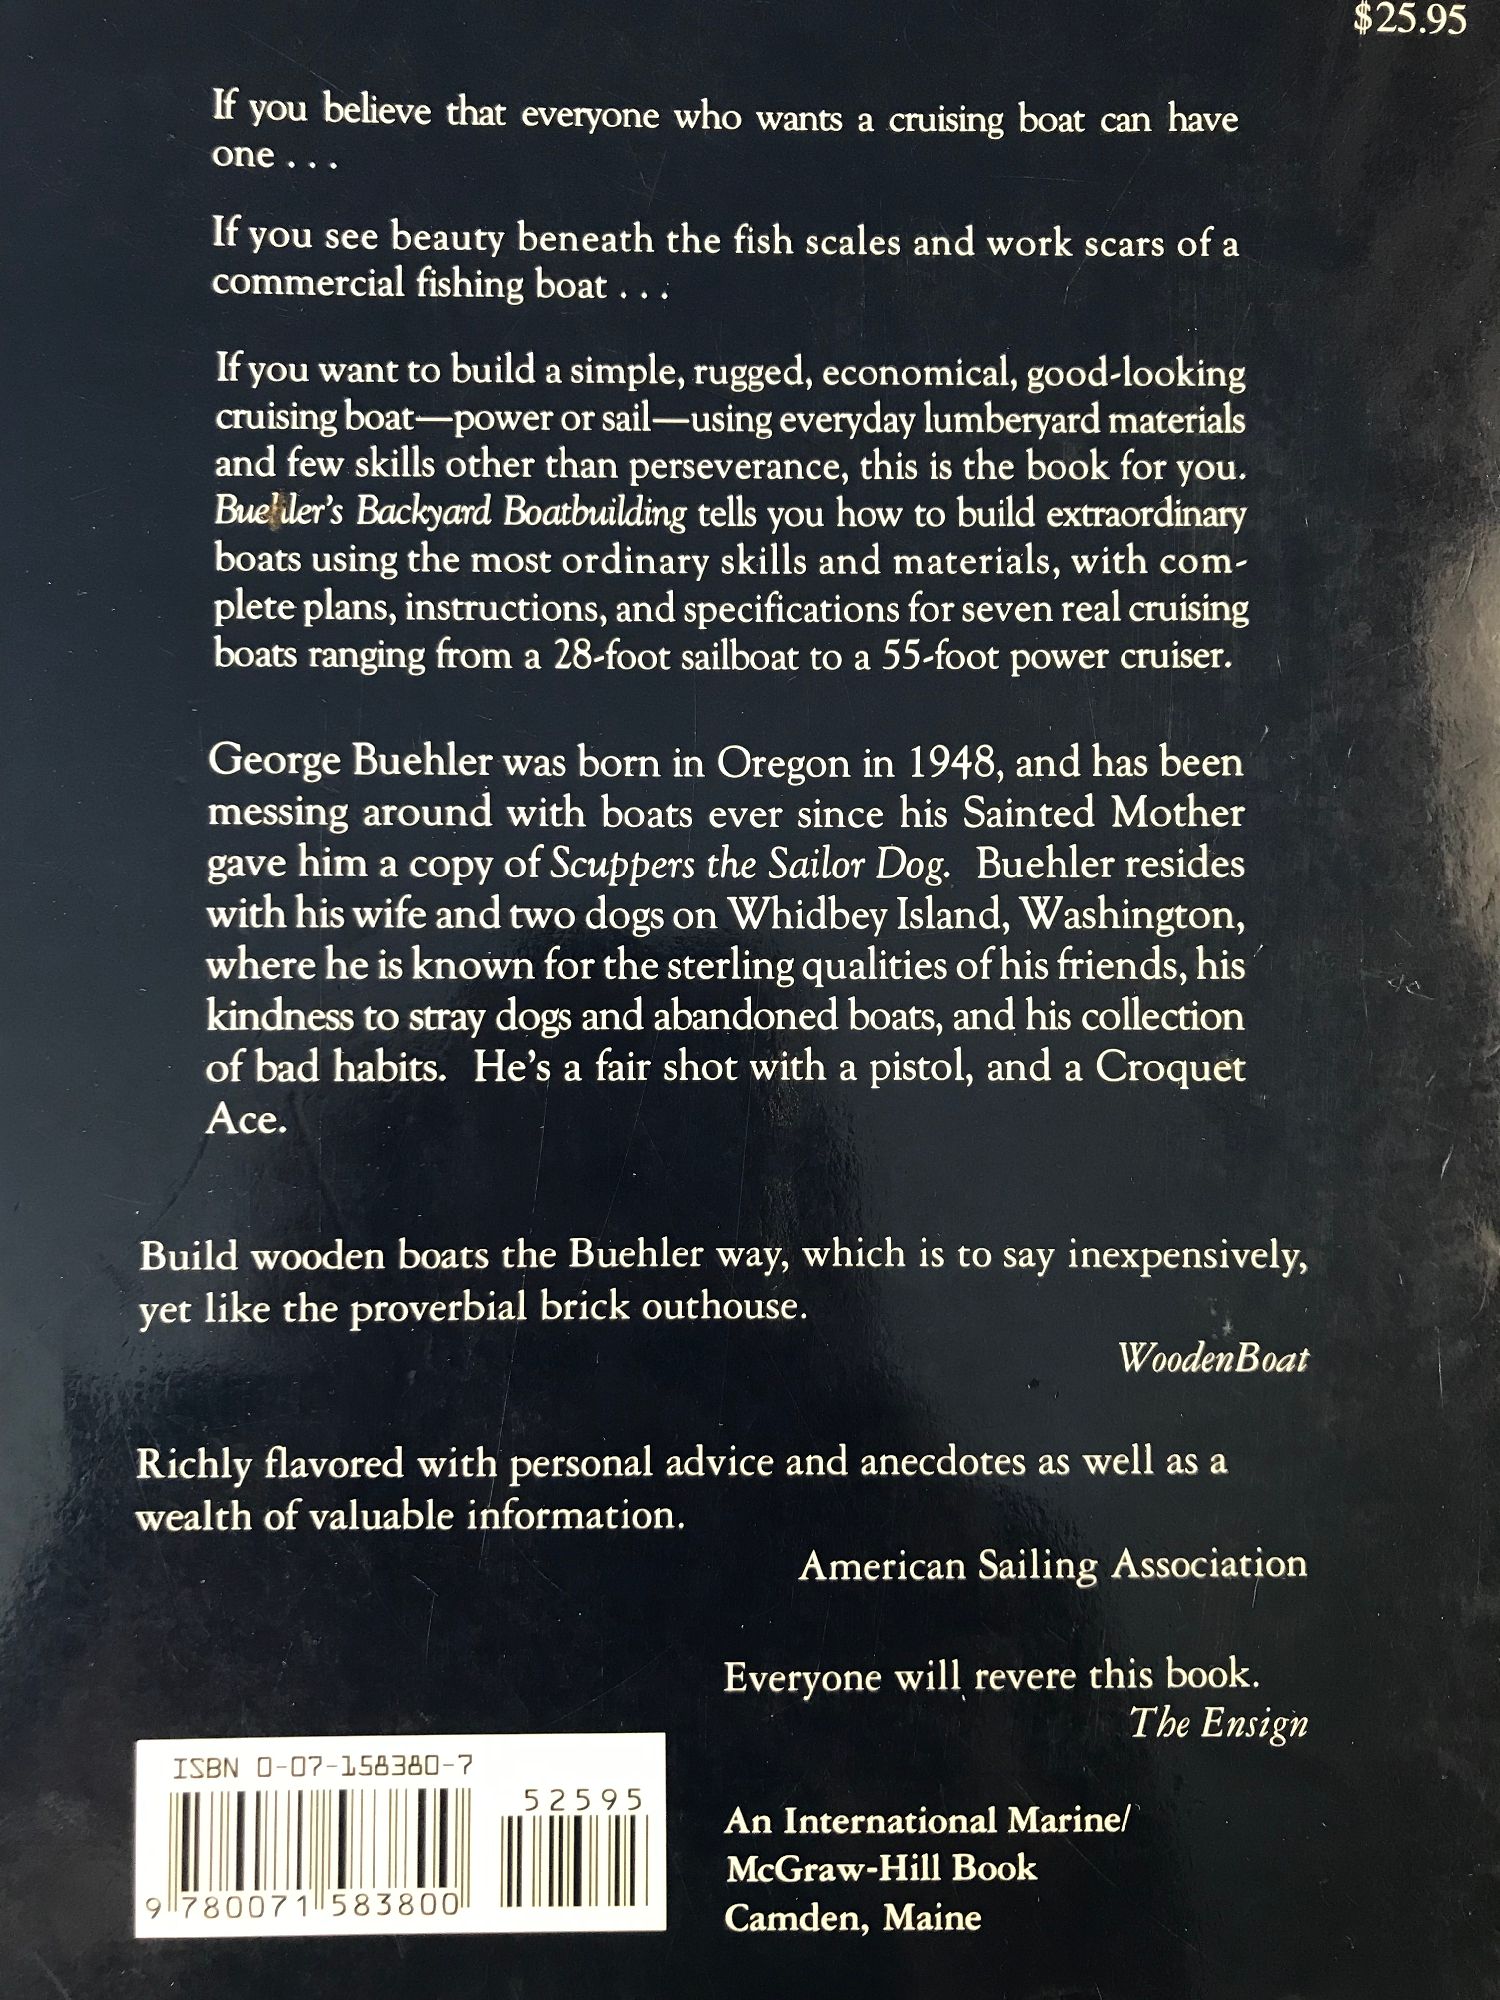 $25.95
If you believe that everyone who wants a cruising boat can have
one . . .
If you see beauty beneath the fish scales and work scars of a
commercial fishing boat . . .
If you want to build a simple, rugged, economical, good-looking
cruising boat—power or sail—using everyday lumberyard materials
and few skills other than perseverance, this is the book for you.
Buehler's Backyard Boatbuilding tells you how to build extraordinary
boats using the most ordinary skills and materials, with com-
plete plans, instructions, and specifications for seven real cruising
boats ranging from a 28-foot sailboat to a 55-foot power cruiser.
George Buehler was born in Oregon in 1948, and has been
messing around with boats ever since his Sainted Mother
gave him a copy of Scuppers the Sailor Dog. Buehler resides
with his wife and two dogs on Whidbey Island, Washington,
where he is known for the sterling qualities of his friends, his
kindness to stray dogs and abandoned boats, and his collection
of bad habits. He's a fair shot with a pistol, and a Croquet
Ace.
Build wooden boats the Buehler way, which is to say inexpensively,
yet like the proverbial brick outhouse.
WoodenBoat
Richly flavored with personal advice and anecdotes as well as a
wealth of valuable information.
American Sailing Association
Everyone will revere this book.
The Ensign
ISBN 0-07-158380-7
52595
9 780071 583800
An International Marine/
McGraw-Hill Book
Camden, Maine